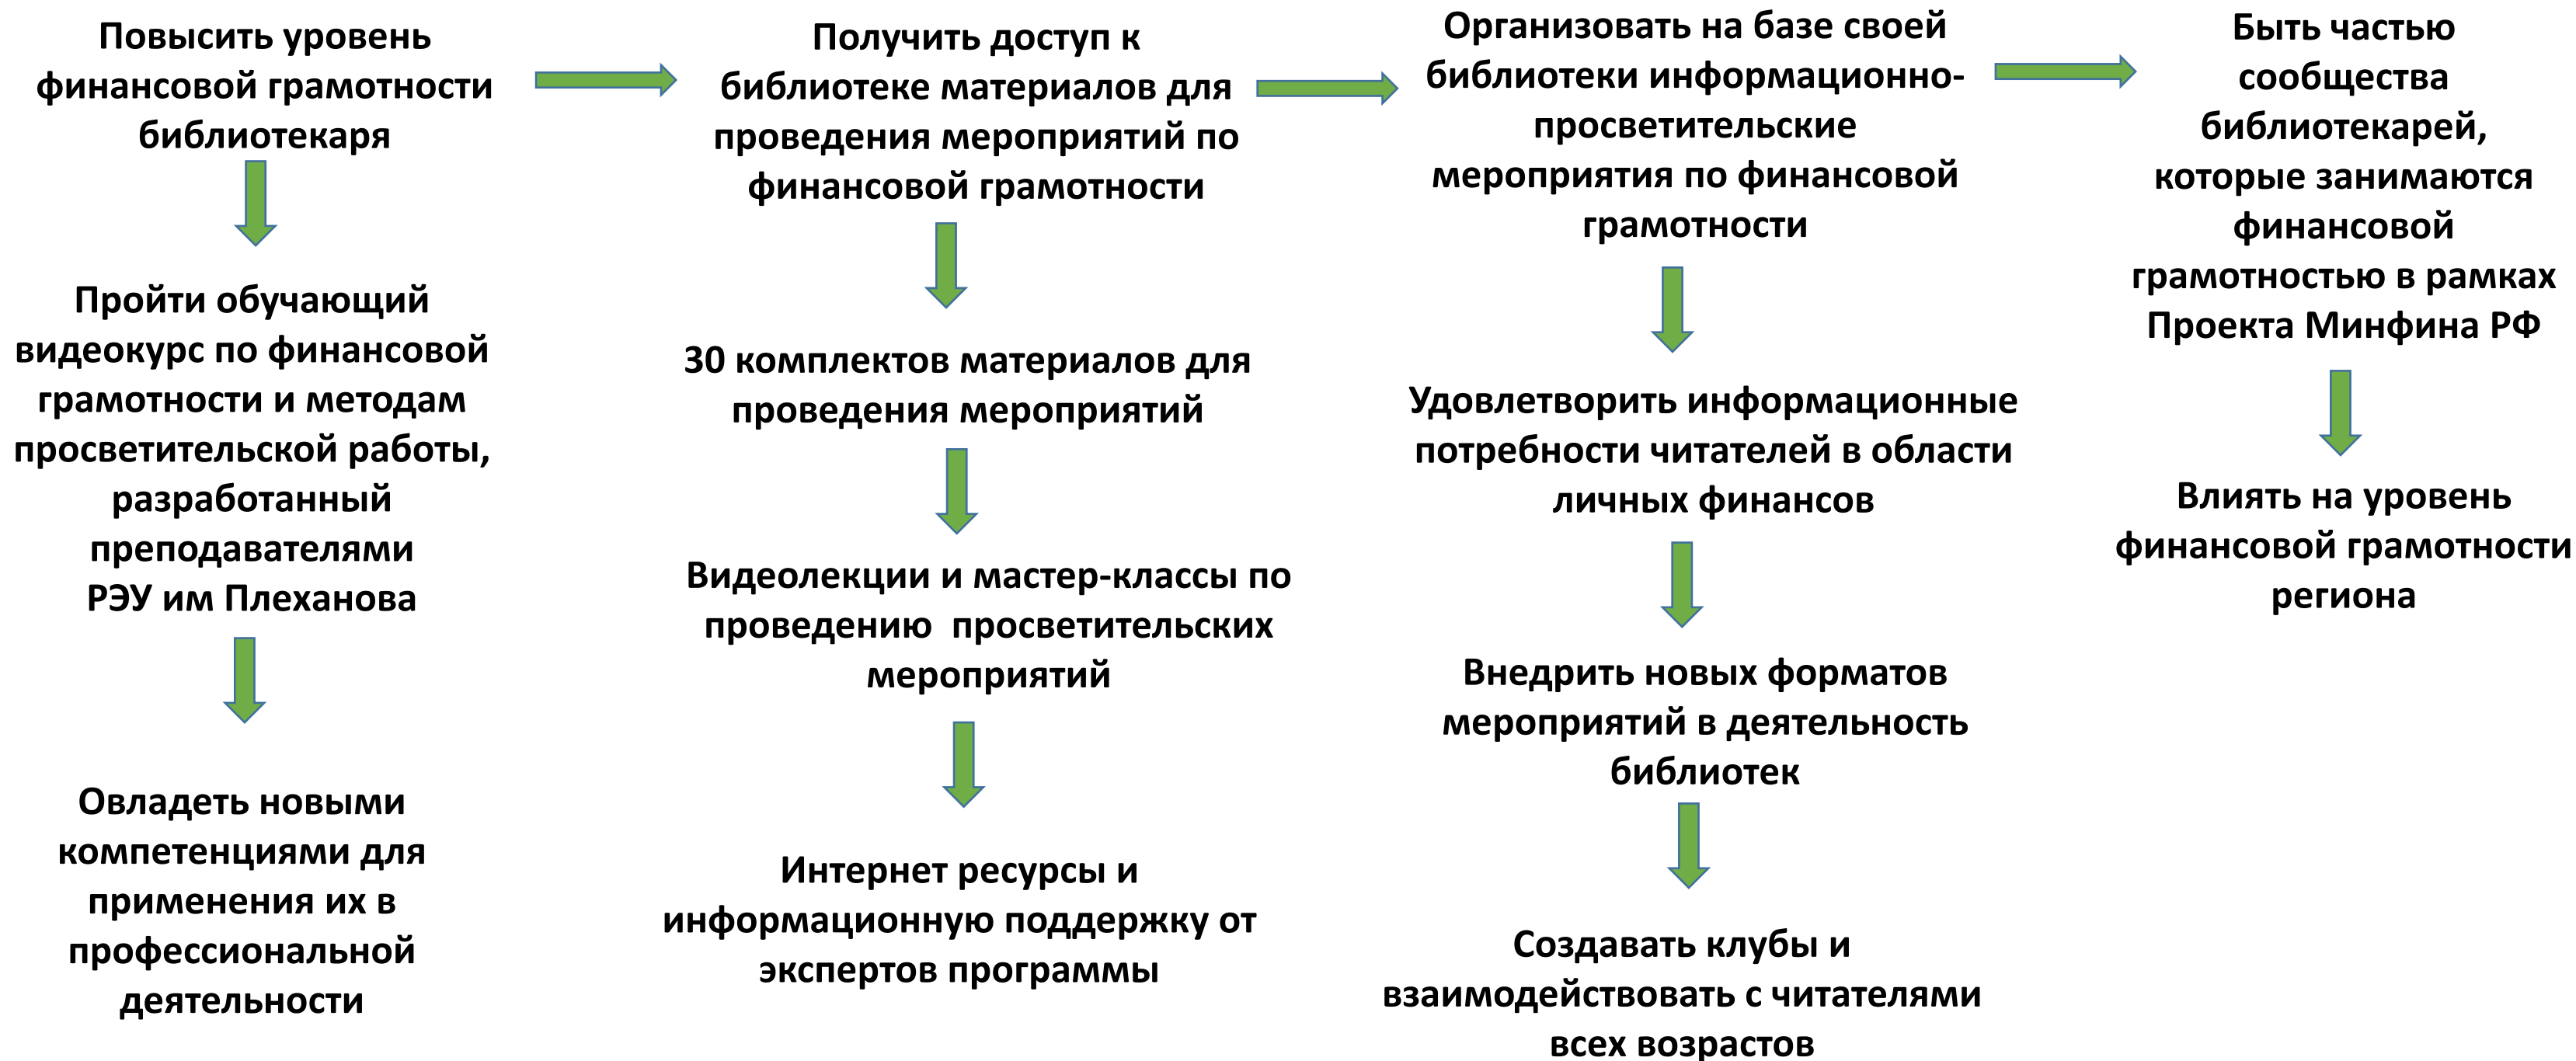 Повысить уровень
финансовой грамотности
библиотекаря
Пройти обучающий
видеокурс по финансовой
грамотности и методам
просветительской работы,
разработанный
преподавателями
РЭУ им Плеханова
Овладеть новыми
компетенциями для
применения их в
профессиональной
деятельности
Получить доступ к
библиотеке материалов для
проведения мероприятий по
финансовой грамотности
30 комплектов материалов для
проведения мероприятий
Видеолекции и мастер-классы по
проведению  просветительских
мероприятий
Интернет ресурсы и
информационную поддержку от
экспертов программы
Организовать на базе своей
библиотеки информационно-
просветительские
мероприятия по финансовой
грамотности
Удовлетворить информационные
потребности читателей в области
личных финансов
Внедрить новых форматов
мероприятий в деятельность
библиотек
Создавать клубы и
взаимодействовать с читателями
всех возрастов
Быть частью
сообщества
библиотекарей,
которые занимаются
финансовой
грамотностью в рамках
Проекта Минфина РФ
Влиять на уровень
финансовой грамотности
региона